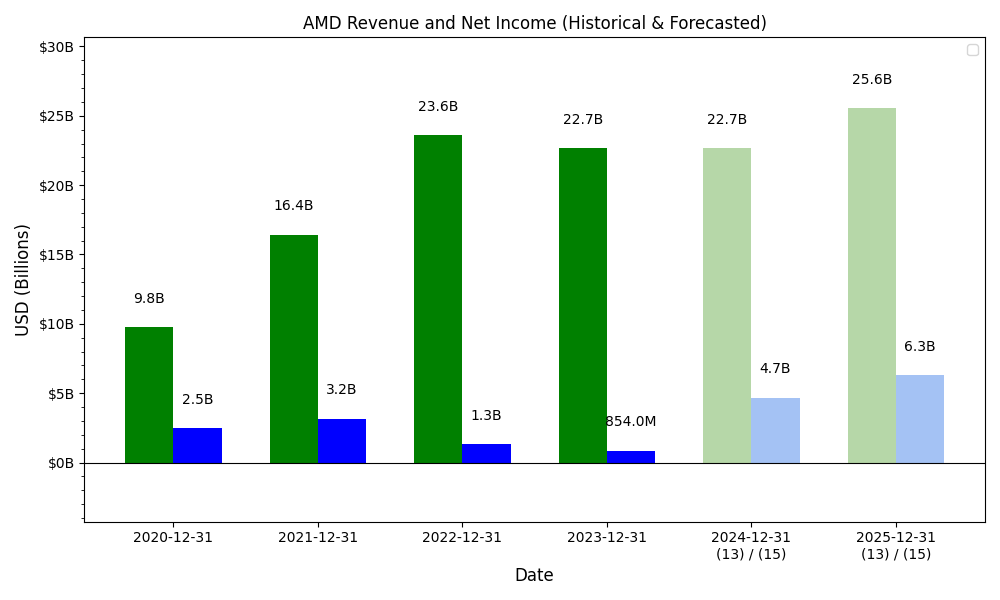 AMD Revenue and Net Income (Historical & Forecasted)
$30B
$25B
$20B
$15B
$10B
$5B
$0B
USD (Billions)
9.8B
2.5B
16.4B
3.2B
23.6B
1.3B
22.7B
854.0M
22.7B
4.7B
25.6B
6.3B
2020-12-31
2021-12-31
2022-12-31
2023-12-31
2024-12-31
(13) / (15)
2025-12-31
(13) / (15)
Date